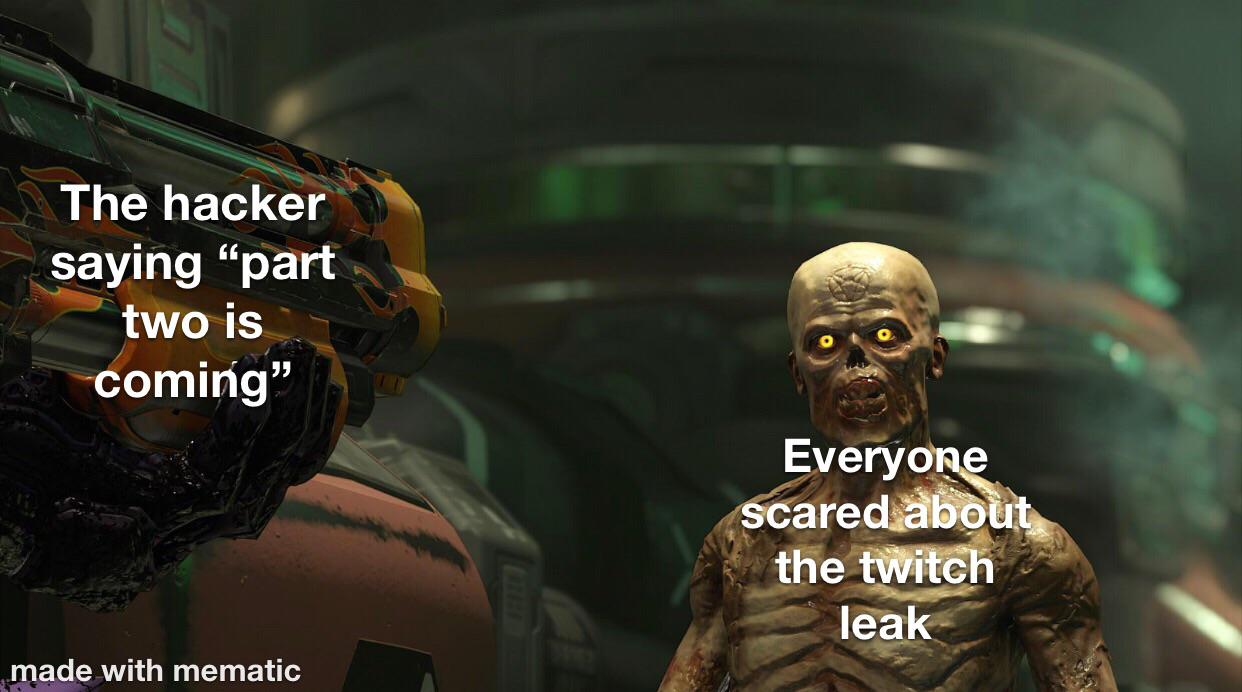 The hacker
saying “part
two is
coming”
Everyone
scared about
the twitch
leak
made with mematic